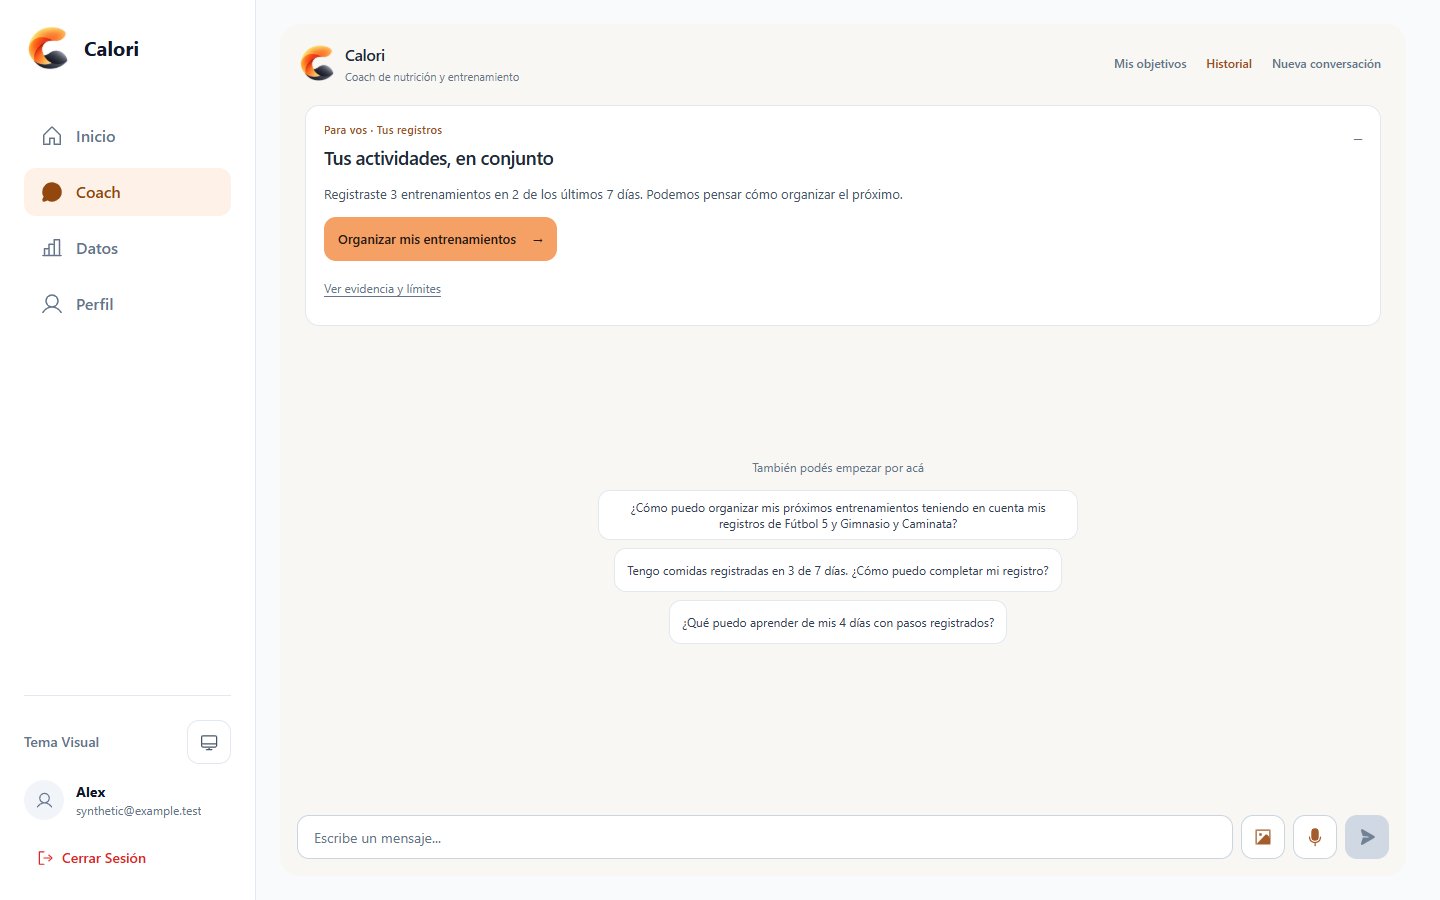 Calori
Inicio
Coach
Datos
Perfil
Tema Visual
Alex
synthetic@example.test
Cerrar Sesión
Calori
Coach de nutrición y entrenamiento
Mis objetivos
Historial
Nueva conversación
Para vos · Tus registros
Tus actividades, en conjunto
Registraste 3 entrenamientos en 2 de los últimos 7 días. Podemos pensar cómo organizar el próximo.
Organizar mis entrenamientos →
Ver evidencia y límites
También podés empezar por acá
¿Cómo puedo organizar mis próximos entrenamientos teniendo en cuenta mis
registros de Fútbol 5 y Gimnasio y Caminata?
Tengo comidas registradas en 3 de 7 días. ¿Cómo puedo completar mi registro?
¿Qué puedo aprender de mis 4 días con pasos registrados?
Escribe un mensaje...